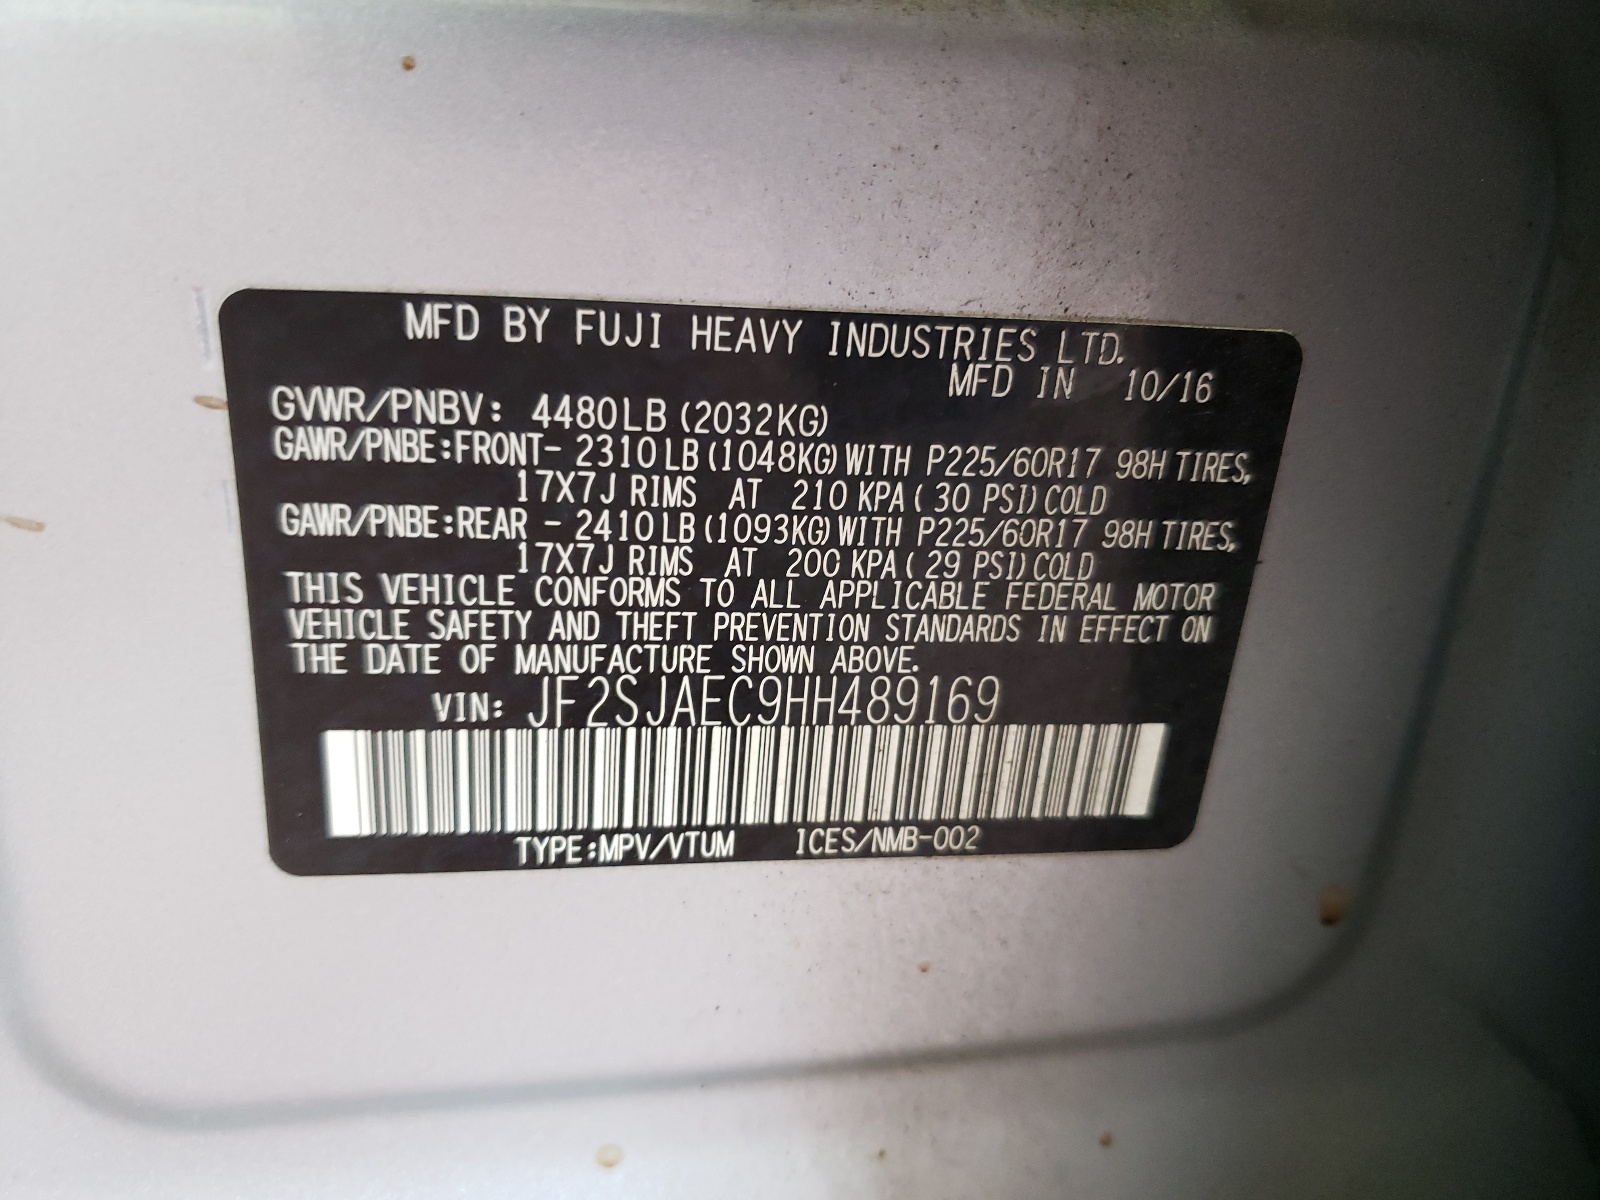 MFD BY FUJI HEAVY INDUSTRIES LTD.
MFD IN 10/16
GVWR/PNBV: 4480LB (2032KG)
GAWR/PNBE:FRONT- 2310LB (1048KG) WITH P225/60R17 98H TIRES,
17X7J RIMS AT 210 KPA ( 30 PSI) COLD
GAWR/PNBE:REAR - 2410LB (1093KG) WITH P225/60R17 98H TIRES,
17X7J RIMS AT 200 KPA ( 29 PSI) COLD
THIS VEHICLE CONFORMS TO ALL APPLICABLE FEDERAL MOTOR
VEHICLE SAFETY AND THEFT PREVENTION STANDARDS IN EFFECT ON
THE DATE OF MANUFACTURE SHOWN ABOVE.
VIN: JF2SJAEC9HH489169
TYPE:MPV/VTUM ICES/NMB-002